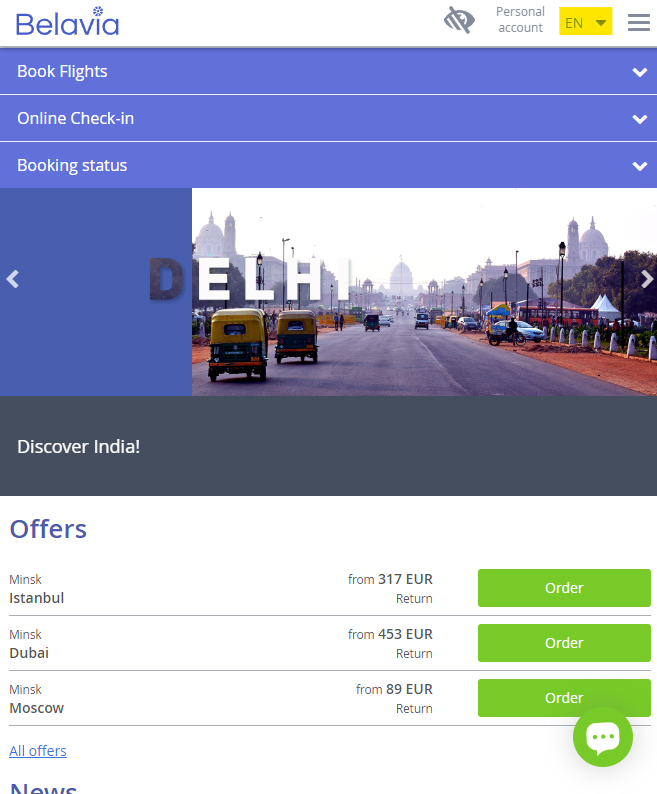 Belavia
Personal
account
EN
Book Flights
Online Check-in
Booking status
DELHI
Discover India!
Offers
Minsk
Istanbul
from 317 EUR
Return
Order
Minsk
Dubai
from 453 EUR
Return
Order
Minsk
Moscow
from 89 EUR
Return
Order
All offers
News